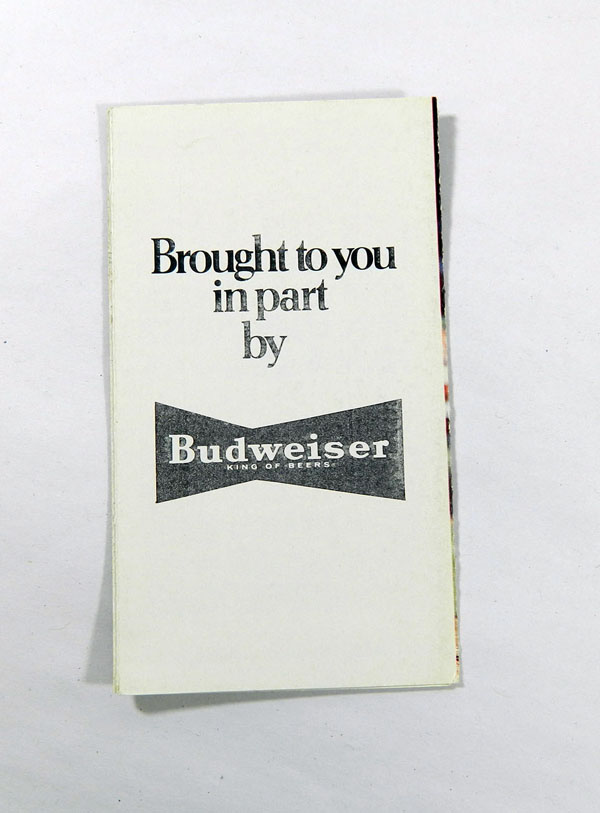 Brought to you
in part
by
Budweiser
KING OF BEERS